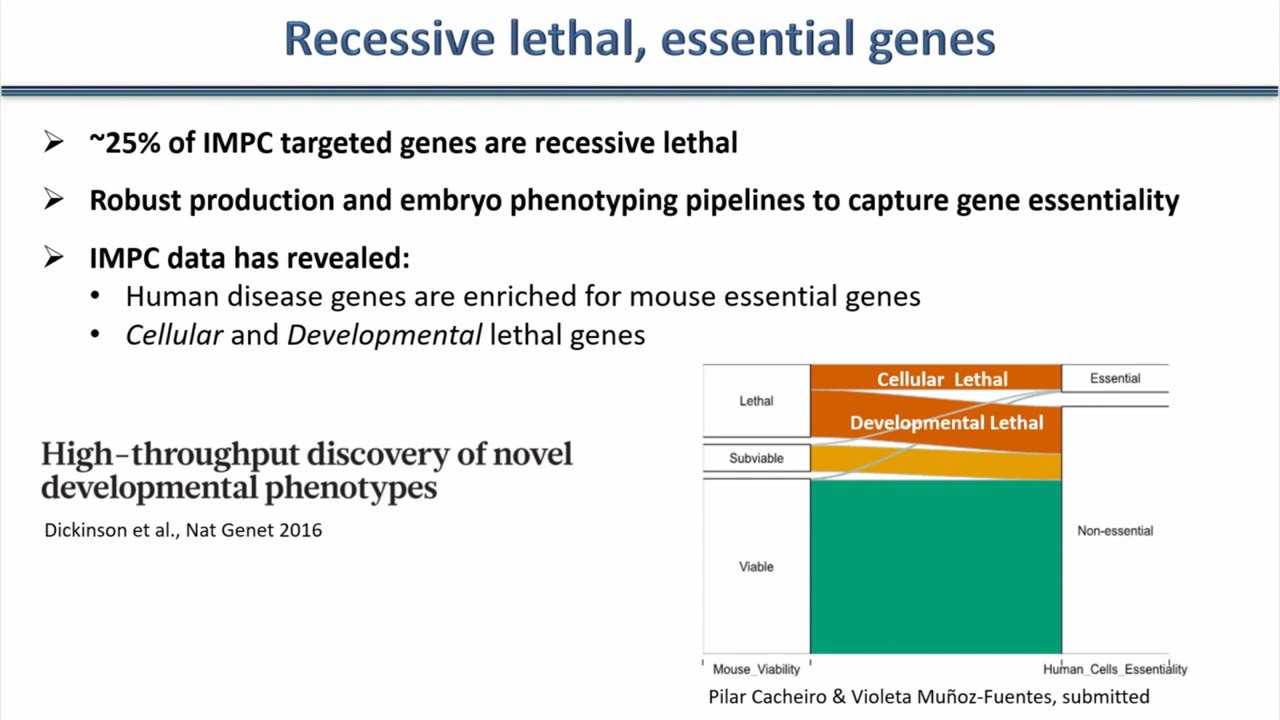 Recessive lethal, essential genes
➢ ~25% of IMPC targeted genes are recessive lethal
➢ Robust production and embryo phenotyping pipelines to capture gene essentiality
➢ IMPC data has revealed:
• Human disease genes are enriched for mouse essential genes
• Cellular and Developmental lethal genes
High-throughput discovery of novel
developmental phenotypes
Dickinson et al., Nat Genet 2016
Lethal
Subviable
Viable
Cellular Lethal
Developmental Lethal
Essential
Non-essential
Mouse_Viability
Human_Cells_Essentiality
Pilar Cacheiro & Violeta Muñoz-Fuentes, submitted